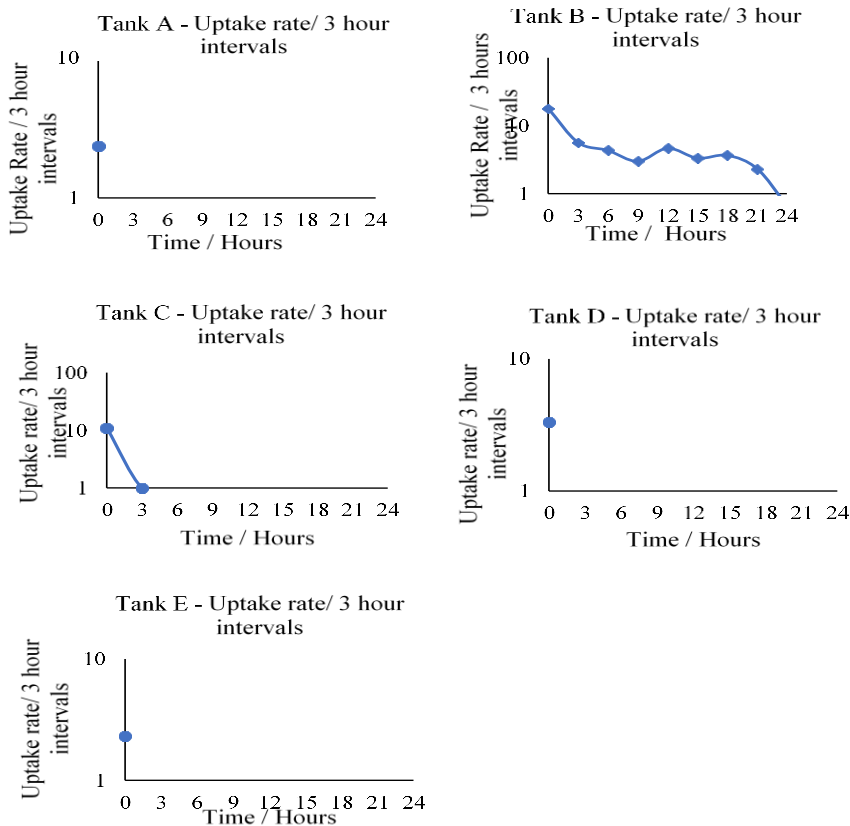 Tank A - Uptake rate/ 3 hour
intervals
Uptake Rate / 3 hour
intervals
10
1
0 3 6 9 12 15 18 21 24
Time / Hours
Tank B - Uptake rate/ 3 hour
intervals
Uptake Rate / 3 hours
intervals
100
10
1
0 3 6 9 12 15 18 21 24
Time / Hours
Tank C - Uptake rate/ 3 hour
intervals
Uptake rate/ 3 hour
intervals
100
10
1
0 3 6 9 12 15 18 21 24
Time / Hours
Tank D - Uptake rate/ 3 hour
intervals
Uptake rate/ 3 hour
intervals
10
1
0 3 6 9 12 15 18 21 24
Time / Hours
Tank E - Uptake rate/ 3 hour
intervals
Uptake rate/ 3 hour
intervals
10
1
0 3 6 9 12 15 18 21 24
Time / Hours